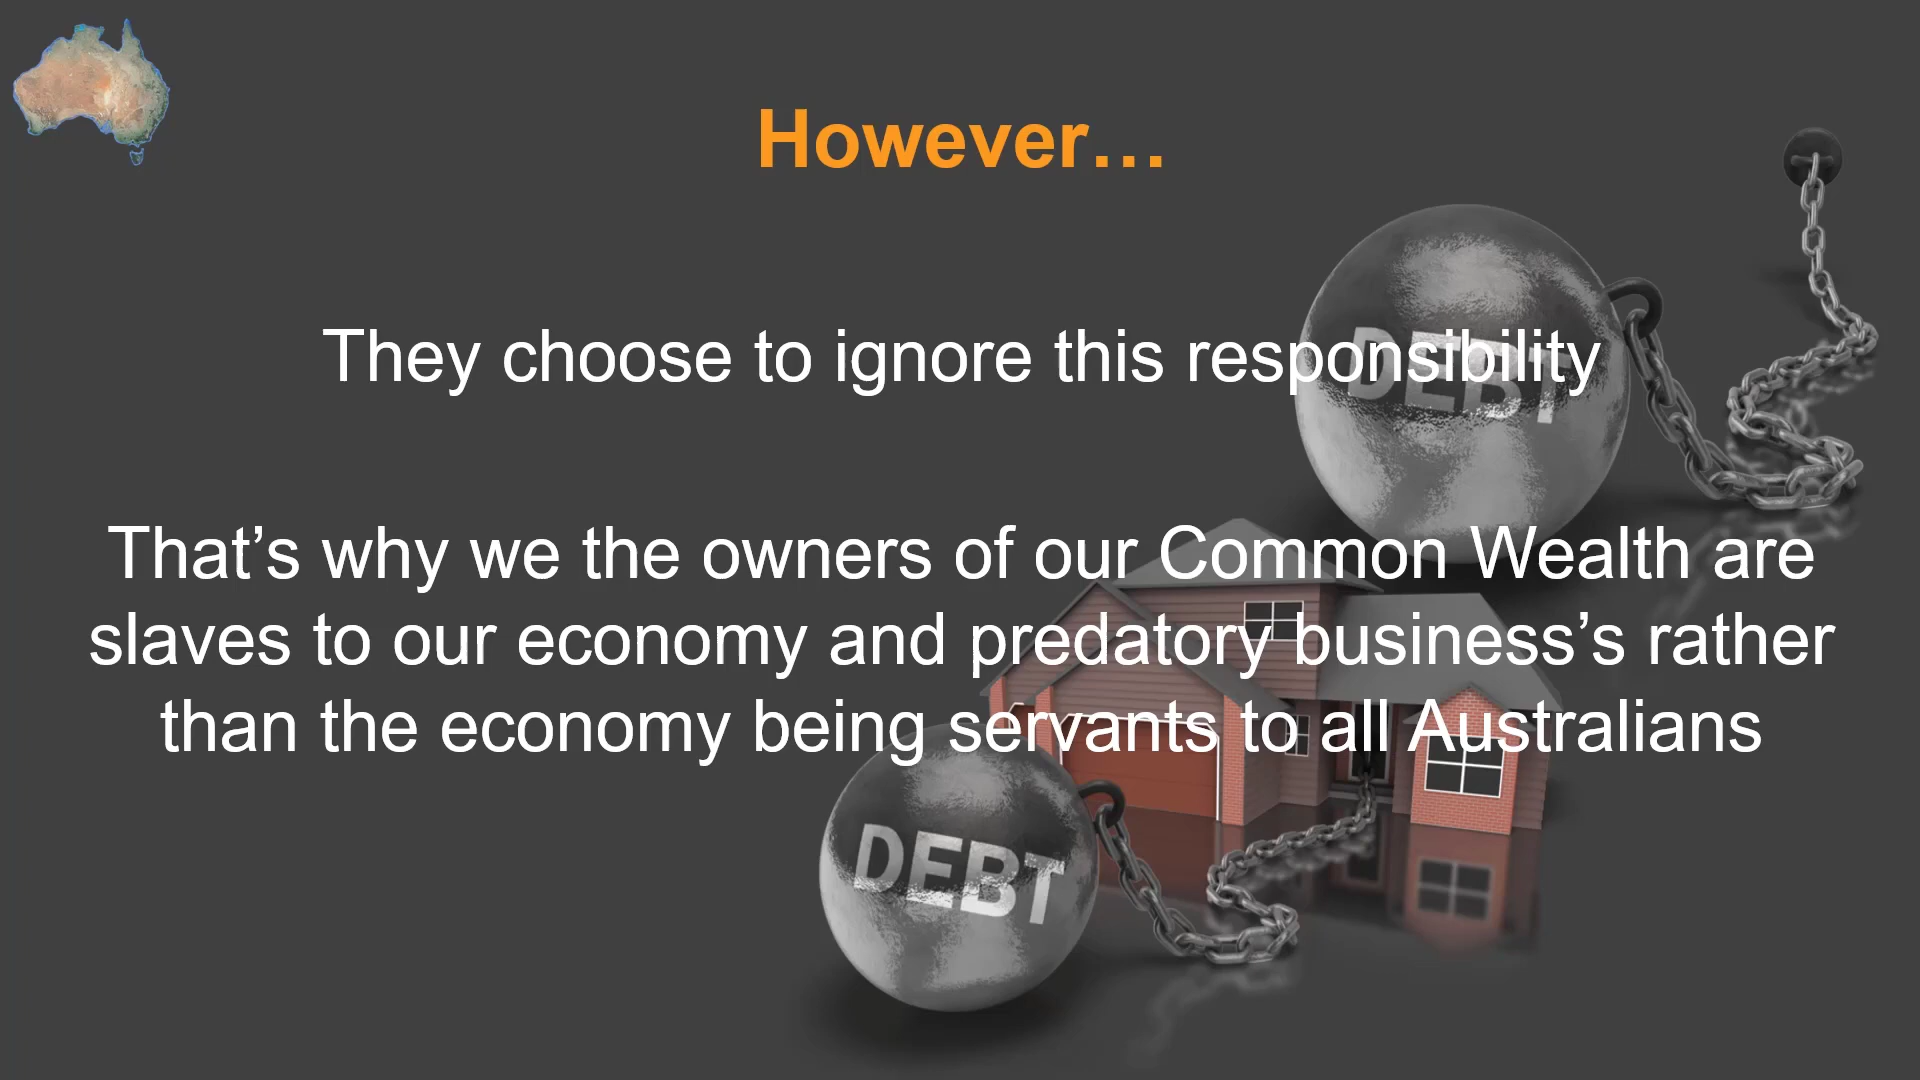 However…
They choose to ignore this responsibility
DEBT
That’s why we the owners of our Common Wealth are
slaves to our economy and predatory business’s rather
than the economy being servants to all Australians
DEBT